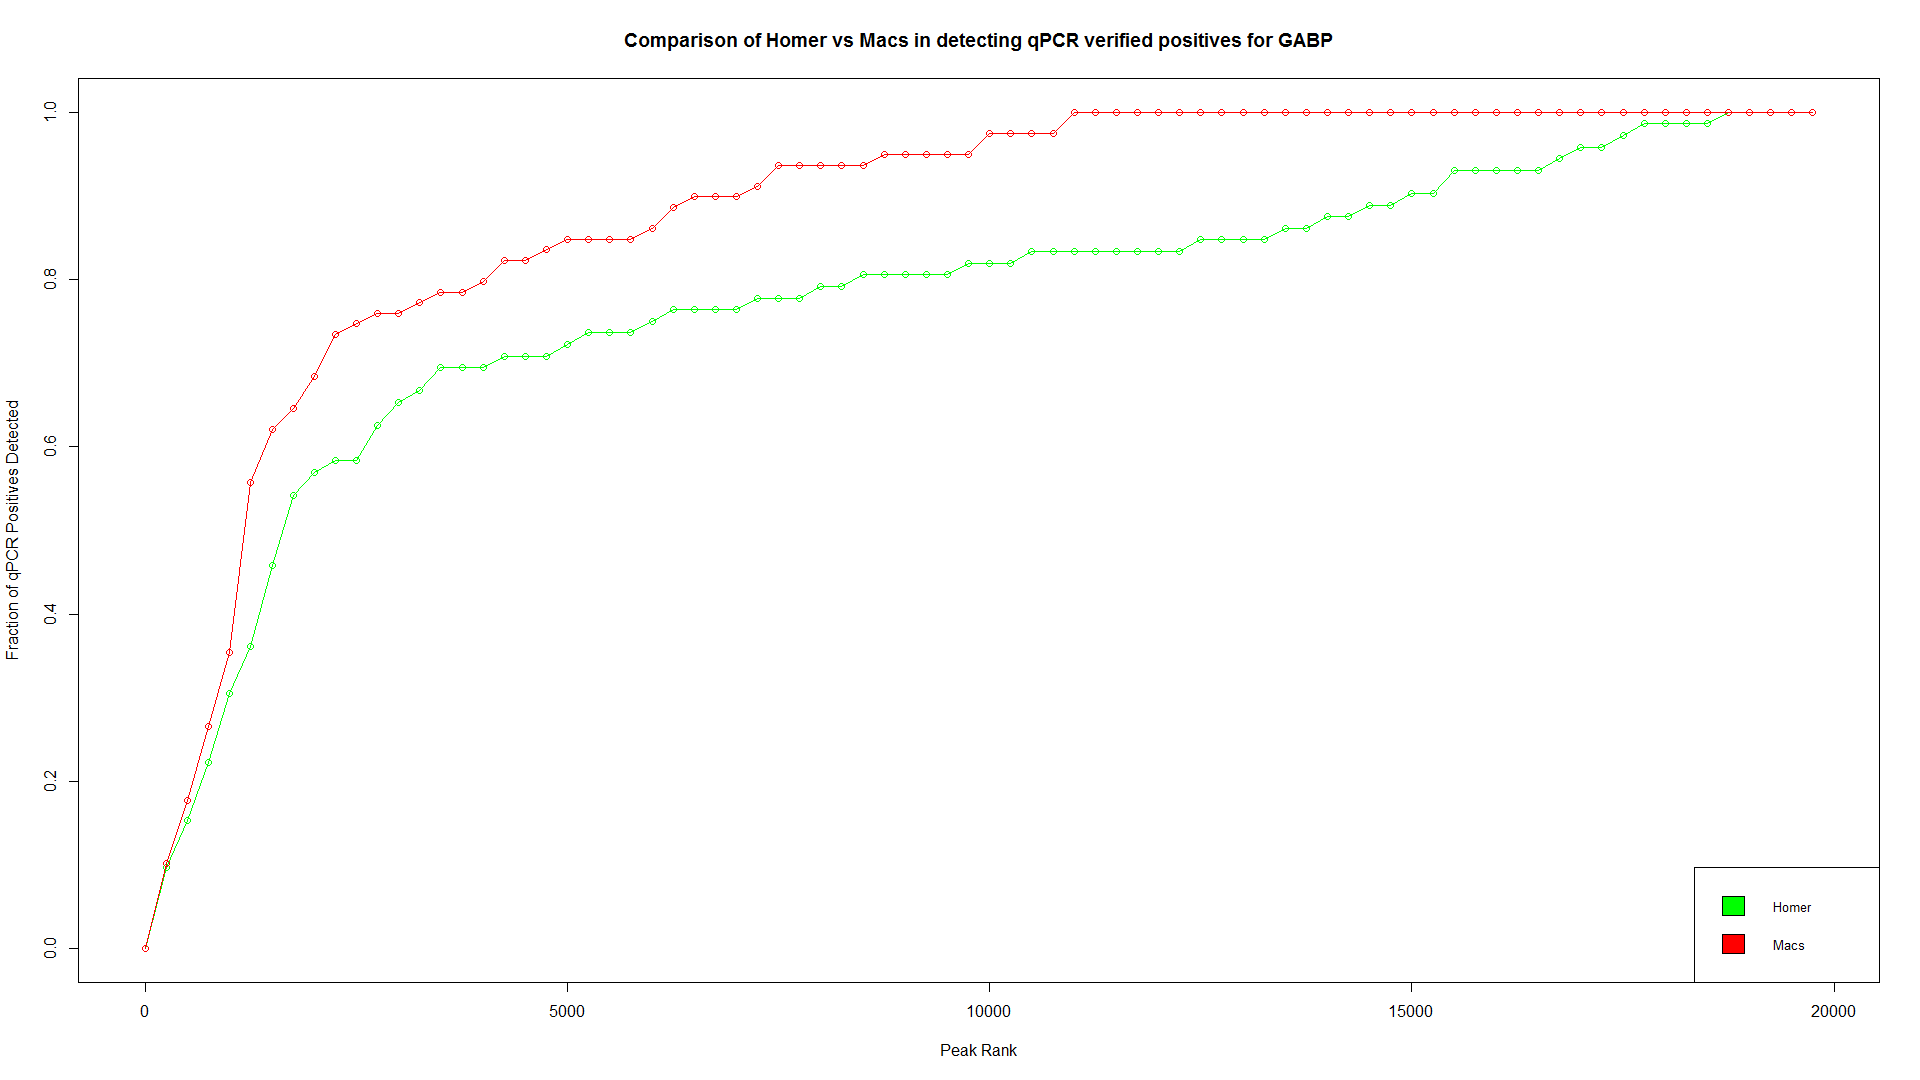 Comparison of Homer vs Macs in detecting qPCR verified positives for GABP
Fraction of qPCR Positives Detected
1.0
0.8
0.6
0.4
0.2
0.0
0 5000 10000 15000 20000
Peak Rank
Homer
Macs